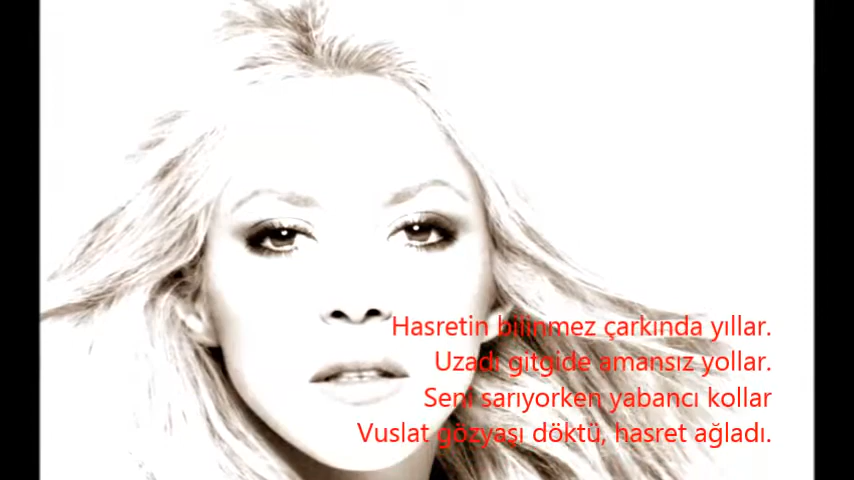 Hasretin bilinmez çarkında yıllar.
Uzadı gitgide amansız yollar.
Seni sarıyorken yabancı kollar
Vuslat gözyaşı döktü, hasret ağladı.